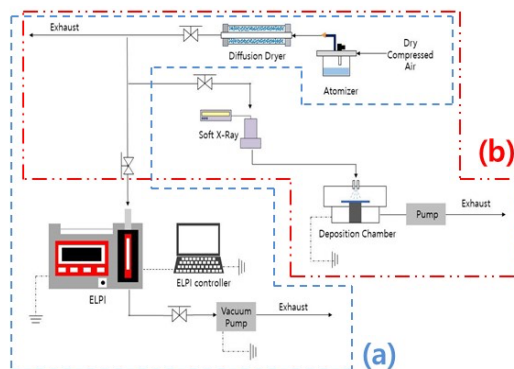 Exhaust
Diffusion Dryer
Dry
Compressed
Air
Atomizer
Soft X-Ray
(b)
Deposition Chamber
Pump
Exhaust
ELPI
ELPI controller
Vacuum
Pump
Exhaust
(a)